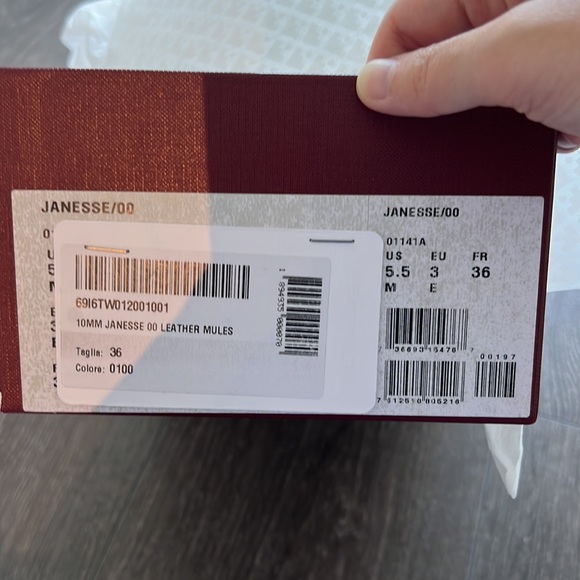 JANESSE/00
69I6TW012001001
10MM JANESSE 00 LEATHER MULES
Taglia: 36
Colore: 0100
JANESSE/00
01141A
US EU FR
5.5 3 36
M E
00197